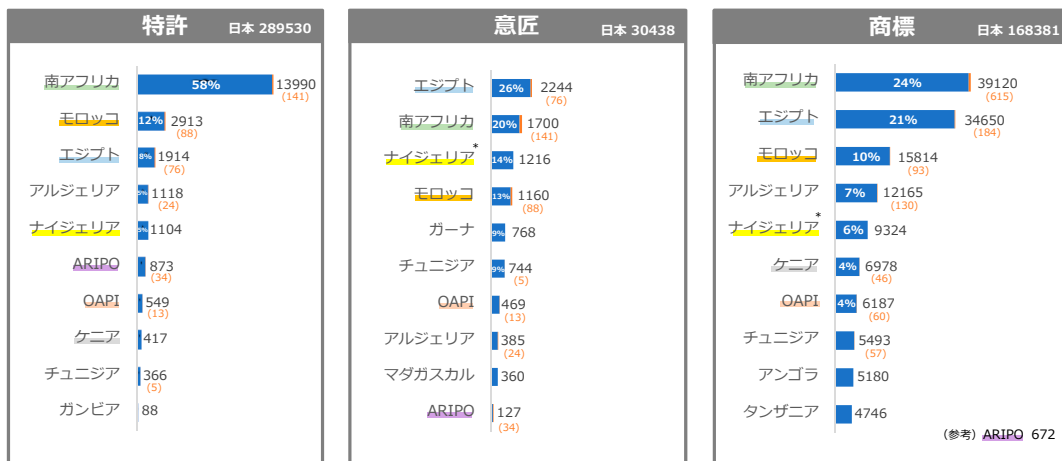 特許 日本 289530
南アフリカ 58% 13990
(141)
モロッコ 12% 2913
(88)
エジプト 8% 1914
(76)
アルジェリア 5% 1118
(24)
ナイジェリア 5% 1104
ARIPO 873
(34)
OAPI 549
(13)
ケニア 417
チュニジア 366
(5)
ガンビア 88
意匠 日本 30438
エジプト 26% 2244
(76)
南アフリカ 20% 1700
(141)
ナイジェリア* 14% 1216
モロッコ 13% 1160
(88)
ガーナ 9% 768
チュニジア 9% 744
(5)
OAPI 469
(13)
アルジェリア 385
(24)
マダガスカル 360
ARIPO 127
(34)
商標 日本 168381
南アフリカ 24% 39120
(615)
エジプト 21% 34650
(184)
モロッコ 10% 15814
(93)
アルジェリア 7% 12165
(130)
ナイジェリア* 6% 9324
ケニア 4% 6978
(46)
OAPI 4% 6187
(60)
チュニジア 5493
(57)
アンゴラ 5180
タンザニア 4746
(参考) ARIPO 672